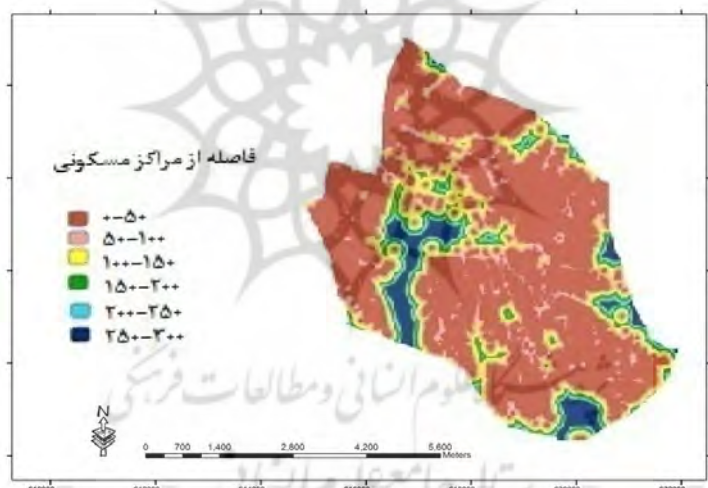 فاصله از مراکز مسکونی
۰-۵۰
۵۰-۱۰۰
۱۰۰-۱۵۰
۱۵۰-۲۰۰
۲۰۰-۲۵۰
۲۵۰-۳۰۰
علوم انسانی ومطالعات فرهنگی
N
0 700 1,400 2,800 4,200 5,600
Meters